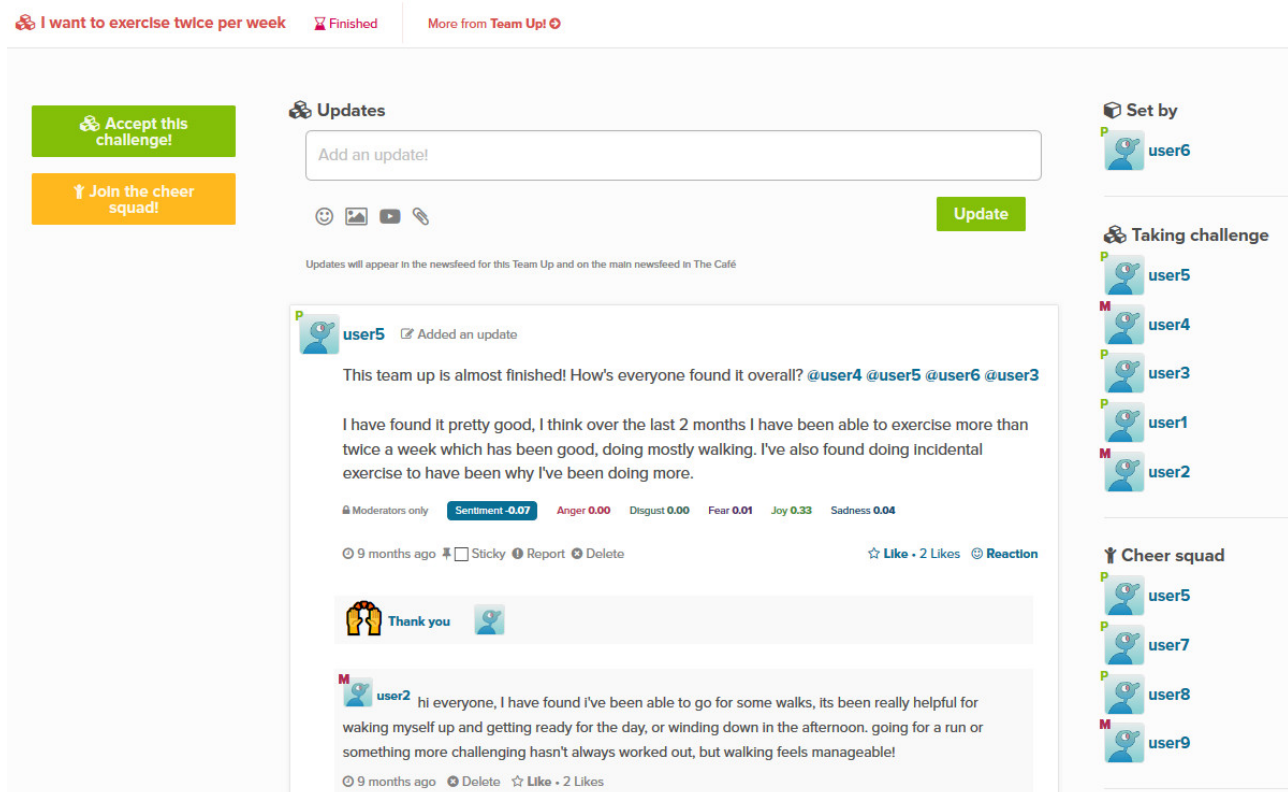 I want to exercise twice per week
Finished
More from Team Up!
Accept this
challenge!
Join the cheer
squad!
Updates
Add an update!
Update
Updates will appear in the newsfeed for this Team Up and on the main newsfeed in The Café
P
user5
Added an update
This team up is almost finished! How's everyone found it overall? @user4 @user5 @user6 @user3
I have found it pretty good, I think over the last 2 months I have been able to exercise more than
twice a week which has been good, doing mostly walking. I've also found doing incidental
exercise to have been why I've been doing more.
Moderators only Sentiment -0.07 Anger 0.00 Disgust 0.00 Fear 0.01 Joy 0.33 Sadness 0.04
9 months ago Sticky Report Delete Like • 2 Likes Reaction
Thank you
M
user2 hi everyone, I have found i've been able to go for some walks, its been really helpful for
waking myself up and getting ready for the day, or winding down in the afternoon. going for a run or
something more challenging hasn't always worked out, but walking feels manageable!
9 months ago Delete Like • 2 Likes
Set by
P
user6
Taking challenge
P
user5
M
user4
P
user3
P
user1
M
user2
Cheer squad
P
user5
P
user7
P
user8
M
user9